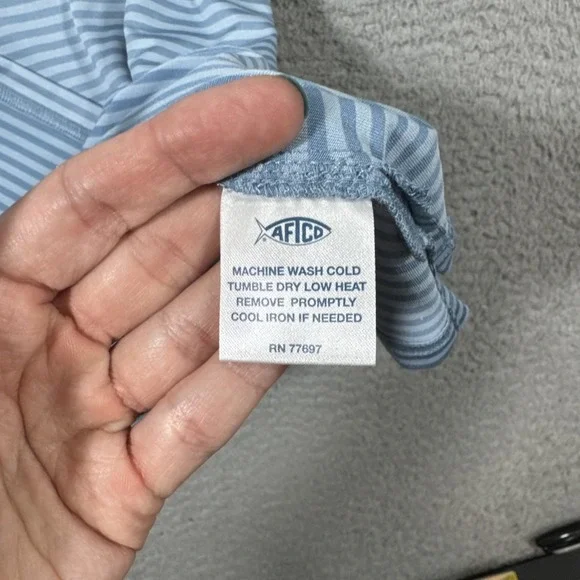 AFTCO
MACHINE WASH COLD
TUMBLE DRY LOW HEAT
REMOVE PROMPTLY
COOL IRON IF NEEDED
RN 77697